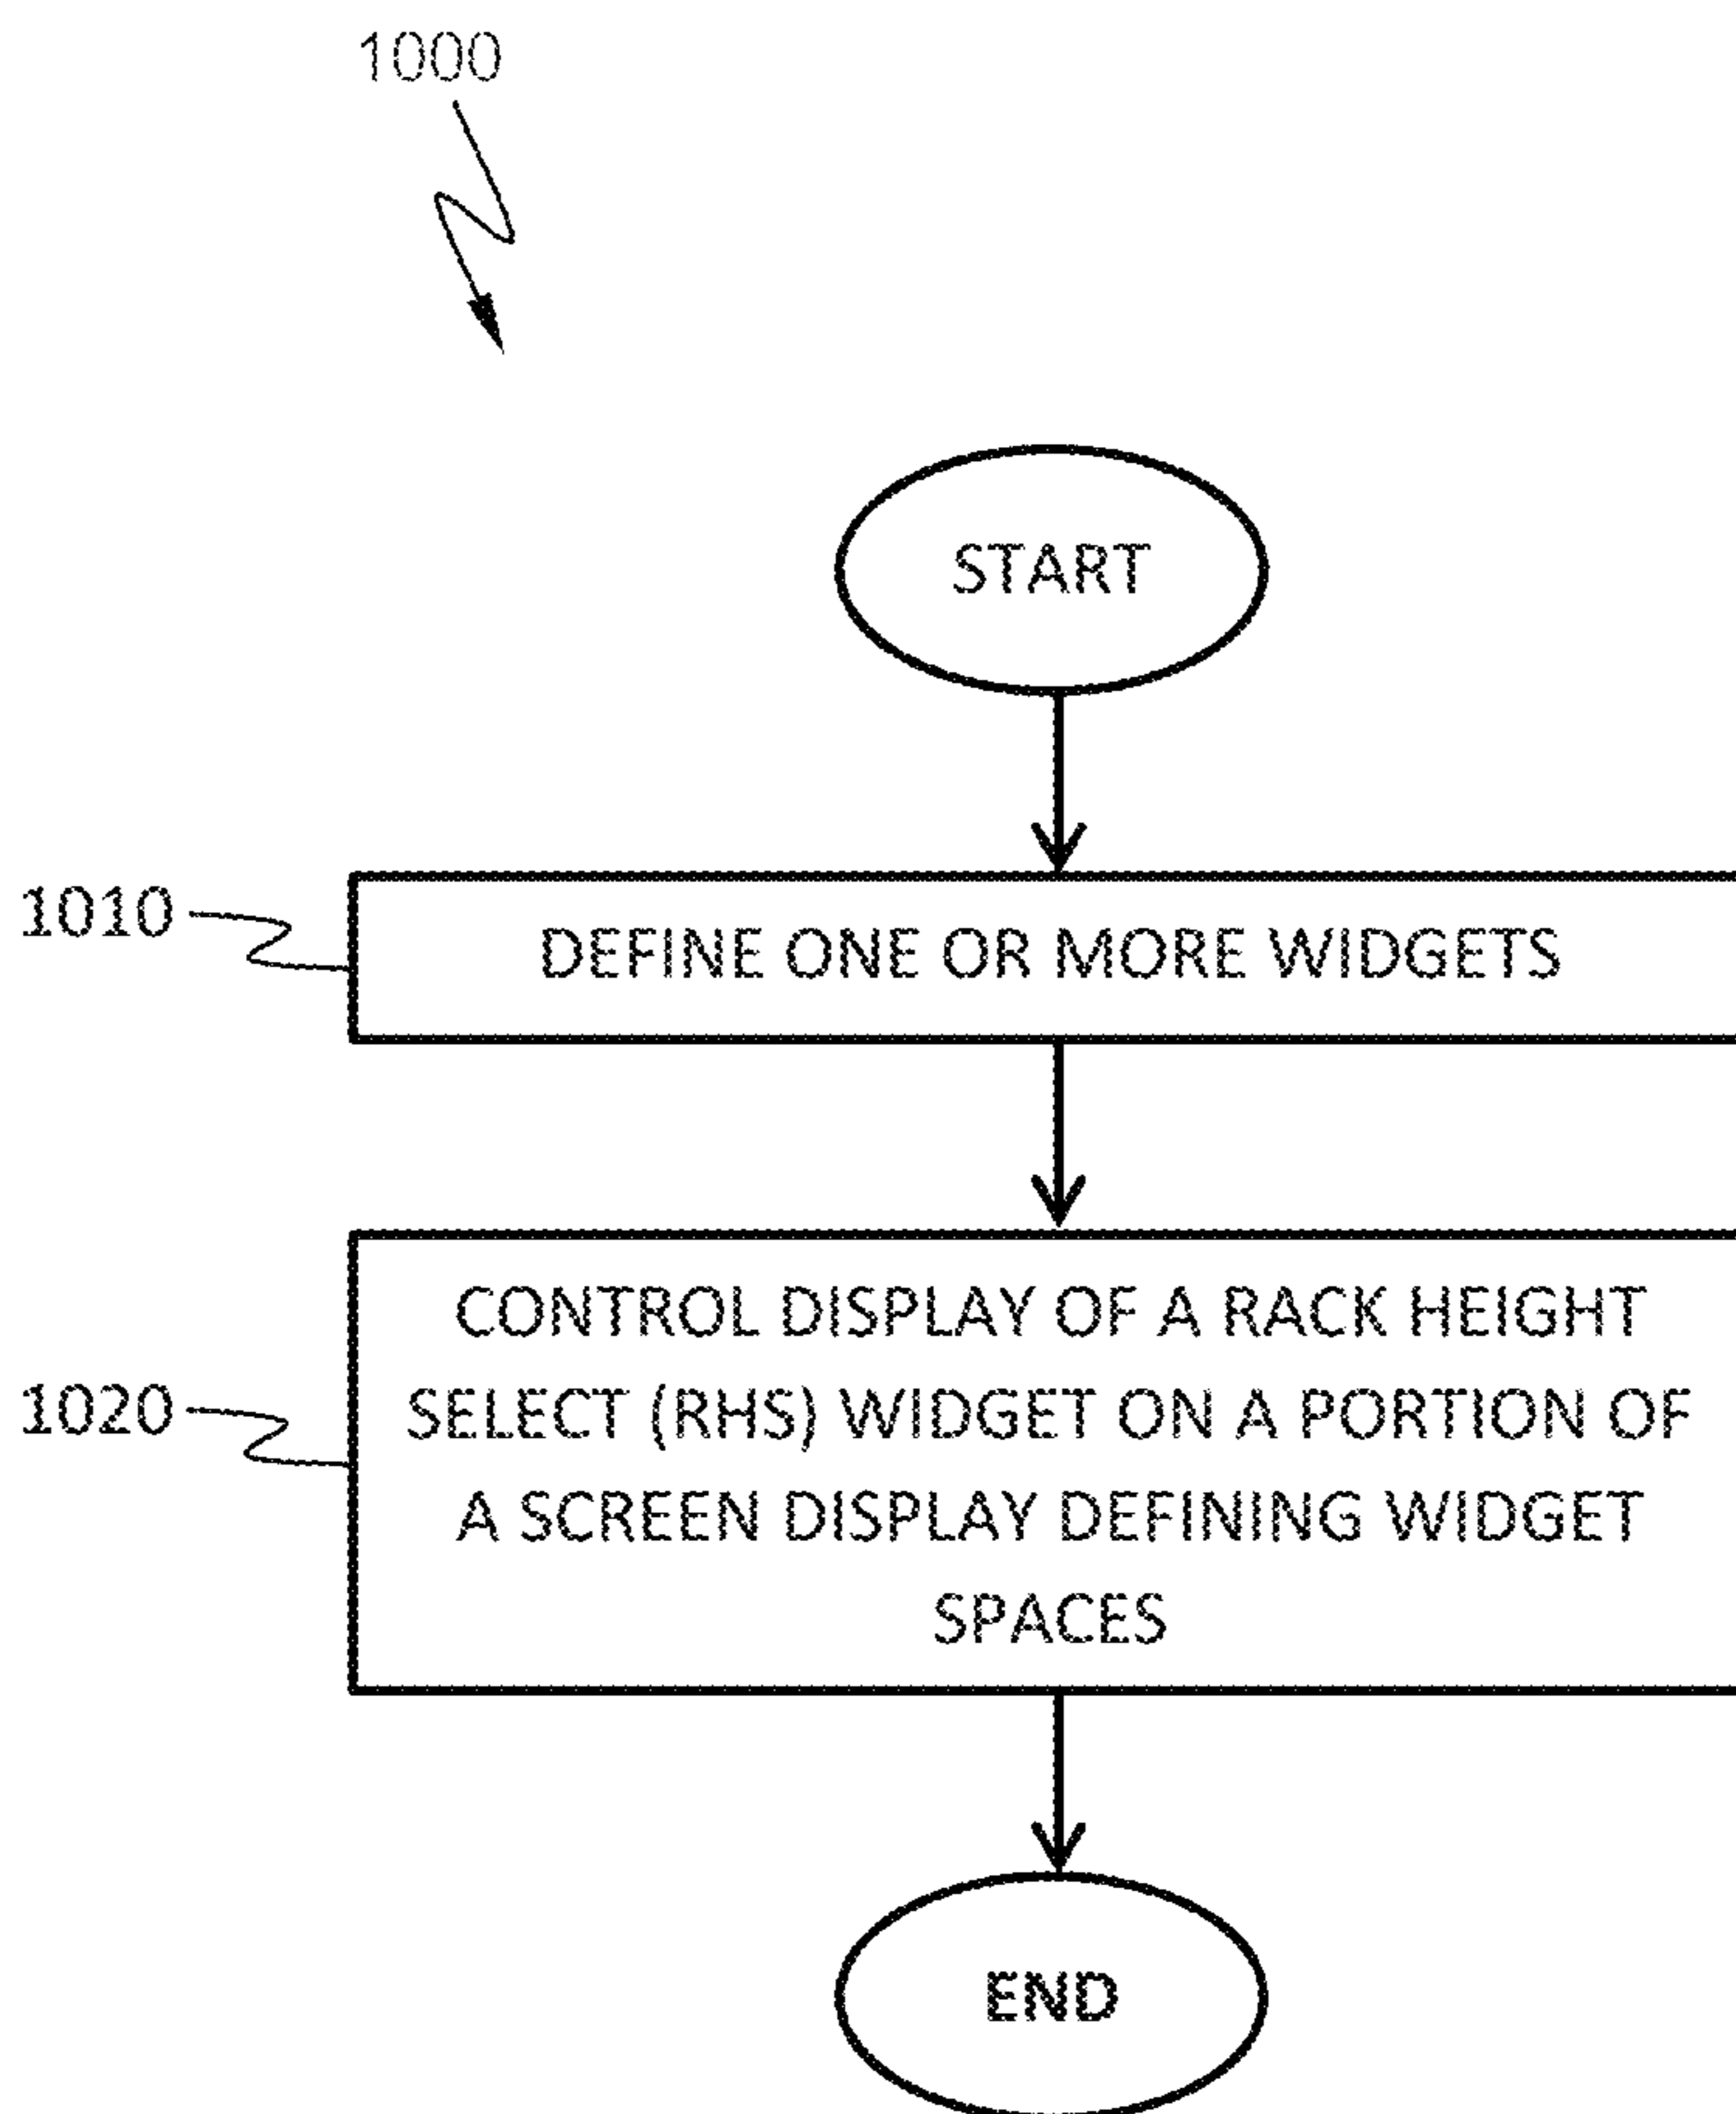 1000
START
1010
DEFINE ONE OR MORE WIDGETS
1020
CONTROL DISPLAY OF A RACK HEIGHT
SELECT (RHS) WIDGET ON A PORTION OF
A SCREEN DISPLAY DEFINING WIDGET
SPACES
END